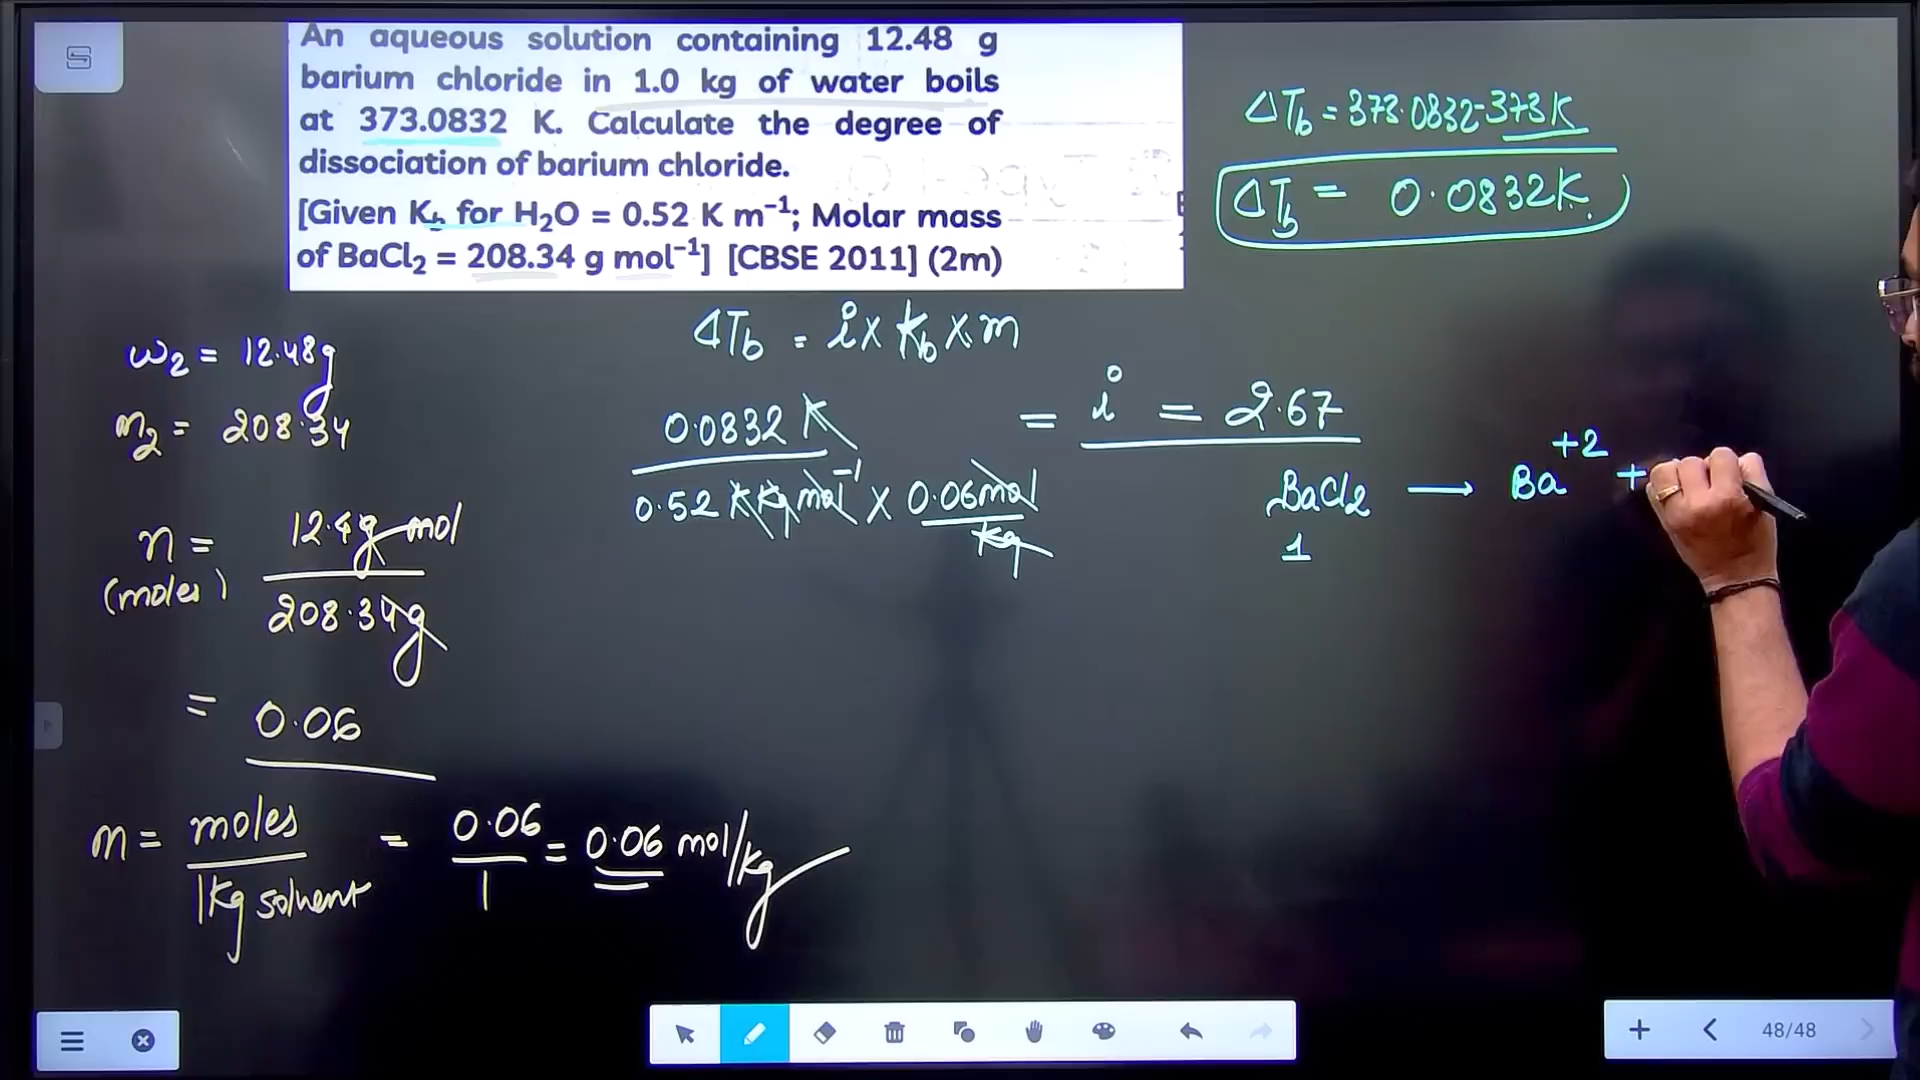 An aqueous solution containing 12.48 g
barium chloride in 1.0 kg of water boils
at 373.0832 K. Calculate the degree of
dissociation of barium chloride.
[Given Kb for H₂O = 0.52 K m⁻¹; Molar mass
of BaCl₂ = 208.34 g mol⁻¹] [CBSE 2011] (2m)
ΔTb = 373.0832-373K
ΔTb = 0.0832K.
ΔTb = i x Kb x m
w₂ = 12.48g
m₂ = 208.34
0.0832 K
= i = 2.67
0.52 K Kg mol⁻¹ x 0.06mol
kg
BaCl₂ → Ba⁺² +
1
n = 12.4g mol
(moles)
208.34g
= 0.06
m = moles = 0.06 = 0.06 mol/kg
1kg solvent 1
48/48